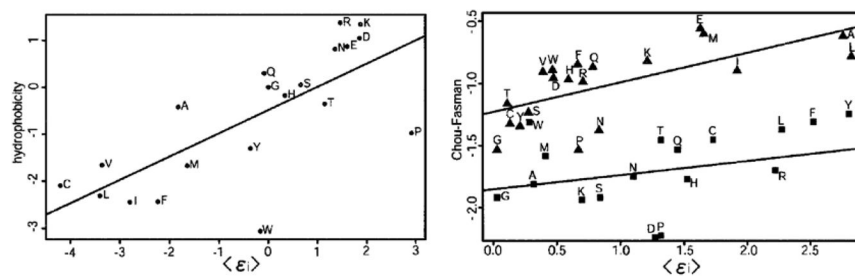 hydrophobicity
1
0
-1
-2
-3
R
K
D
N
E
Q
G
S
H
T
A
P
Y
V
M
C
L
I
F
W
-4
-3
-2
-1
0
1
2
3
⟨εi⟩
Chou-Fasman
-0.5
-1.0
-1.5
-2.0
E
M
A
L
F
Q
K
V
W
I
D
H
R
T
C
Y
S
N
G
P
W
M
T
Q
C
L
F
Y
G
A
K
S
N
H
R
D
P
0.0
0.5
1.0
1.5
2.0
2.5
⟨εi⟩